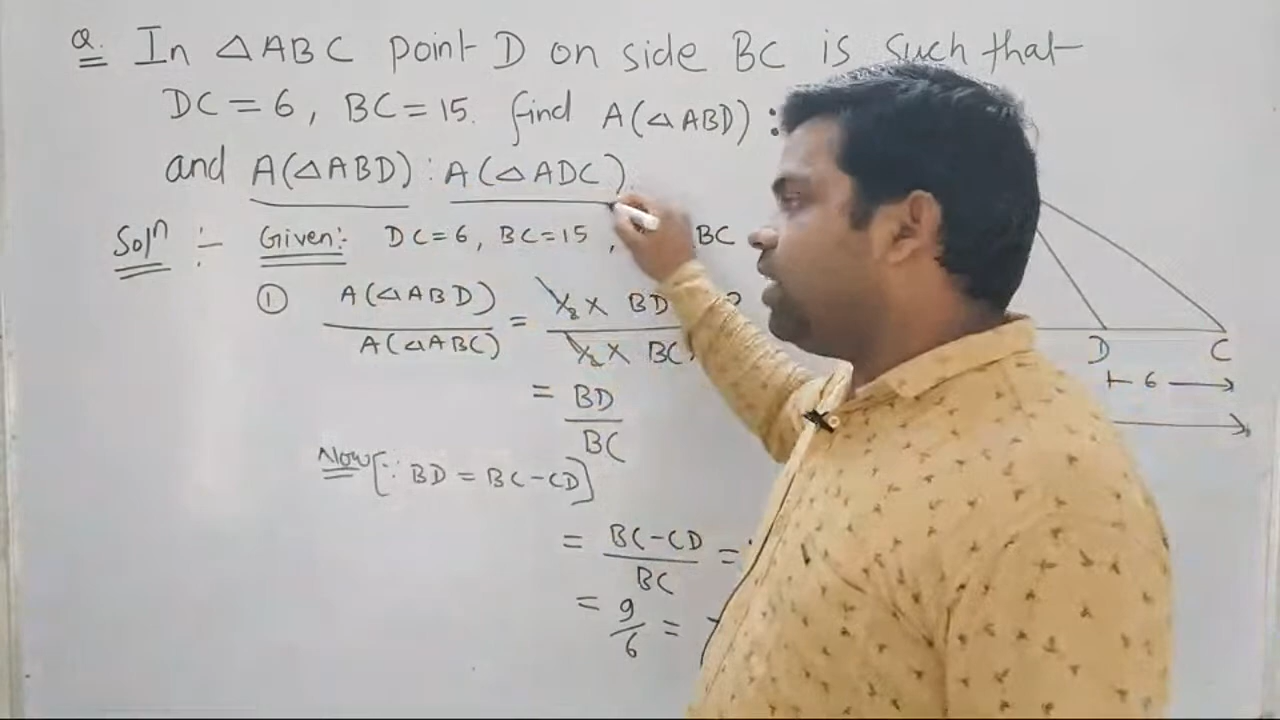 Q. In △ABC point D on side BC is such that
DC = 6, BC = 15. find A(△ABD) :
and A(△ABD) : A(△ADC)
Soln :- Given:- DC=6, BC=15, BC
① A(△ABD) / A(△ABC) = 1/2 × BD / 1/2 × BC
= BD / BC
Now [∵ BD = BC-CD]
= BC-CD / BC =
= 9/6 =
D C
6